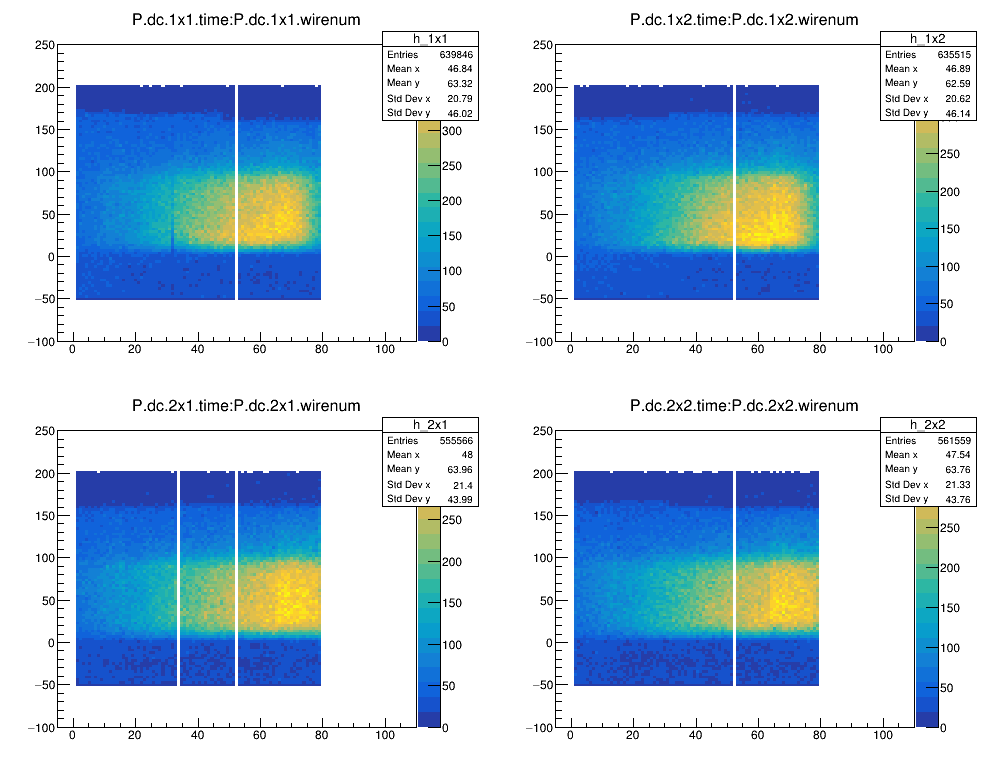 P.dc.1x1.time:P.dc.1x1.wirenum
h_1x1
Entries 639846
Mean x 46.84
Mean y 63.32
Std Dev x 20.79
Std Dev y 46.02
250
200
150
100
50
0
−50
−100
0 20 40 60 80 100
300
250
200
150
100
50
0
P.dc.1x2.time:P.dc.1x2.wirenum
h_1x2
Entries 635515
Mean x 46.89
Mean y 62.59
Std Dev x 20.62
Std Dev y 46.14
250
200
150
100
50
0
−50
−100
0 20 40 60 80 100
250
200
150
100
50
0
P.dc.2x1.time:P.dc.2x1.wirenum
h_2x1
Entries 555566
Mean x 48
Mean y 63.96
Std Dev x 21.4
Std Dev y 43.99
250
200
150
100
50
0
−50
−100
0 20 40 60 80 100
250
200
150
100
50
0
P.dc.2x2.time:P.dc.2x2.wirenum
h_2x2
Entries 561559
Mean x 47.54
Mean y 63.76
Std Dev x 21.33
Std Dev y 43.76
250
200
150
100
50
0
−50
−100
0 20 40 60 80 100
250
200
150
100
50
0